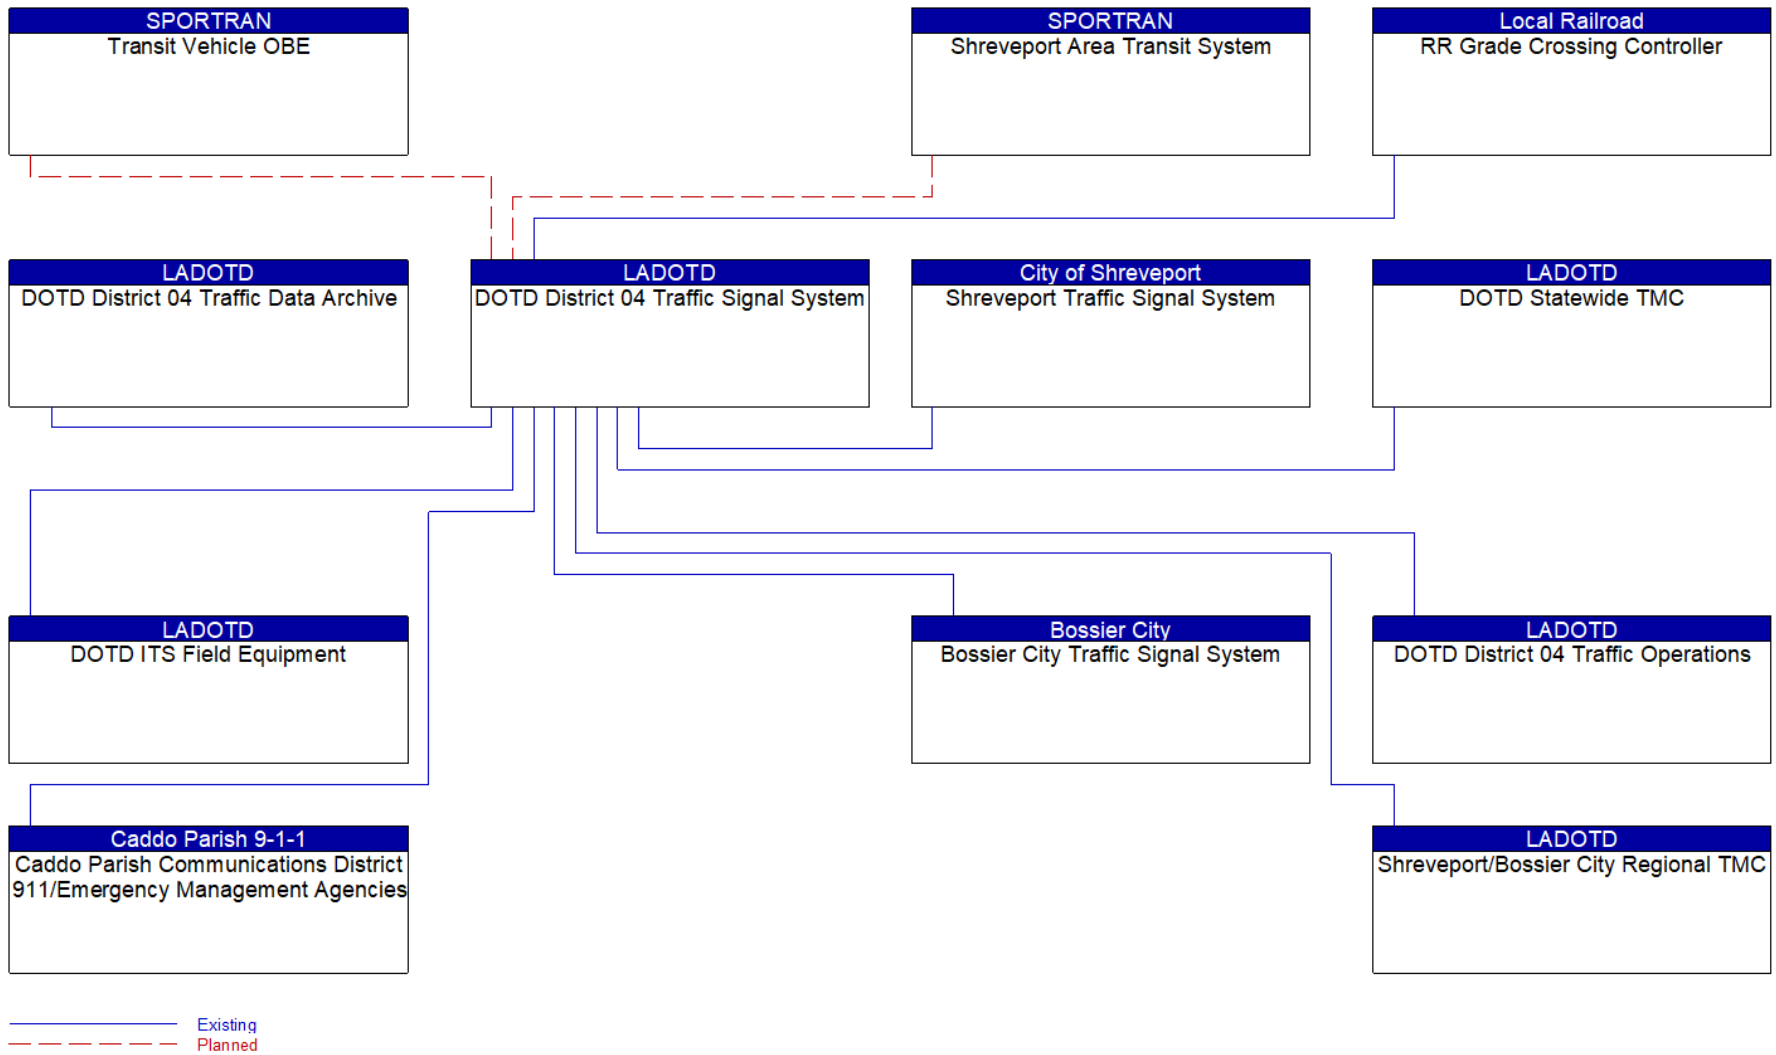 SPORTRAN
Transit Vehicle OBE
SPORTRAN
Shreveport Area Transit System
Local Railroad
RR Grade Crossing Controller
LADOTD
DOTD District 04 Traffic Data Archive
LADOTD
DOTD District 04 Traffic Signal System
City of Shreveport
Shreveport Traffic Signal System
LADOTD
DOTD Statewide TMC
LADOTD
DOTD ITS Field Equipment
Bossier City
Bossier City Traffic Signal System
LADOTD
DOTD District 04 Traffic Operations
Caddo Parish 9-1-1
Caddo Parish Communications District
911/Emergency Management Agencies
LADOTD
Shreveport/Bossier City Regional TMC
Existing
Planned